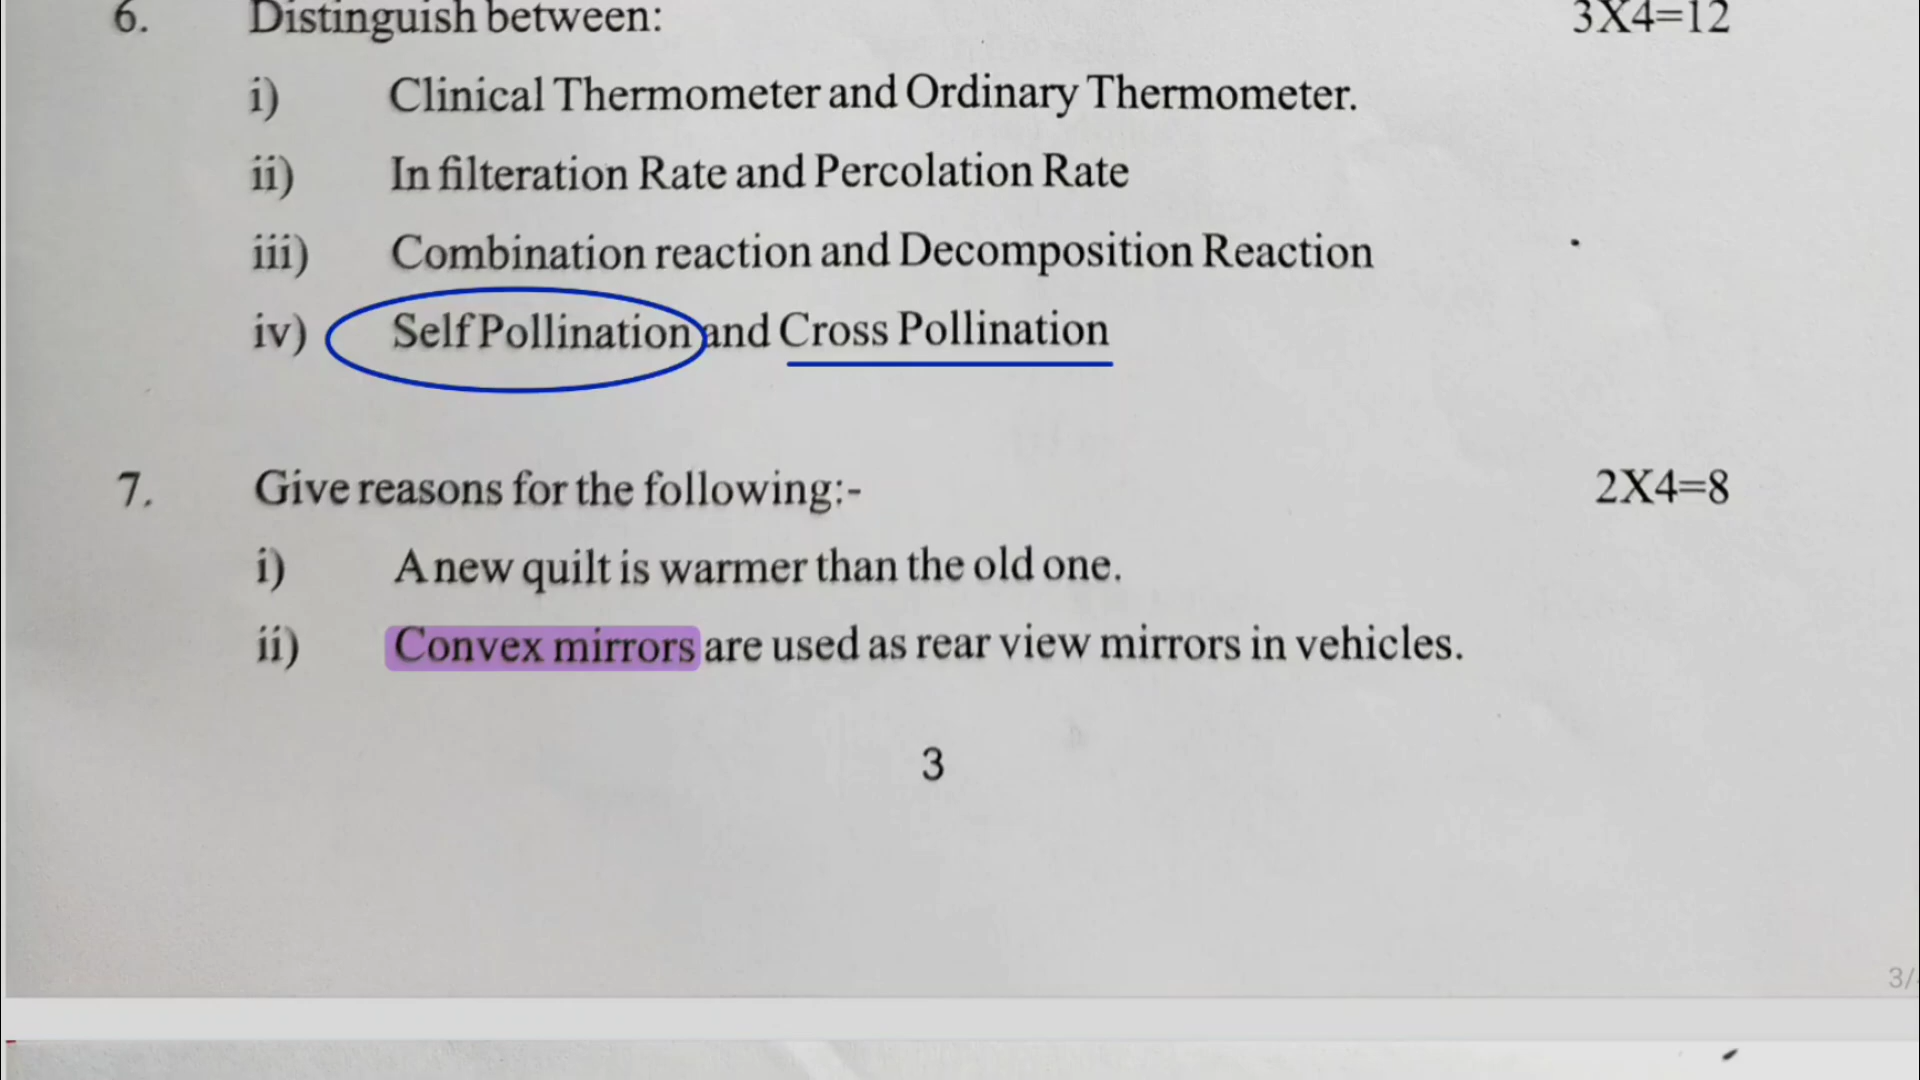 6. Distinguish between: 3X4=12
i) Clinical Thermometer and Ordinary Thermometer.
ii) In filteration Rate and Percolation Rate
iii) Combination reaction and Decomposition Reaction
iv) Self Pollination and Cross Pollination
7. Give reasons for the following:- 2X4=8
i) A new quilt is warmer than the old one.
ii) Convex mirrors are used as rear view mirrors in vehicles.
3
3/